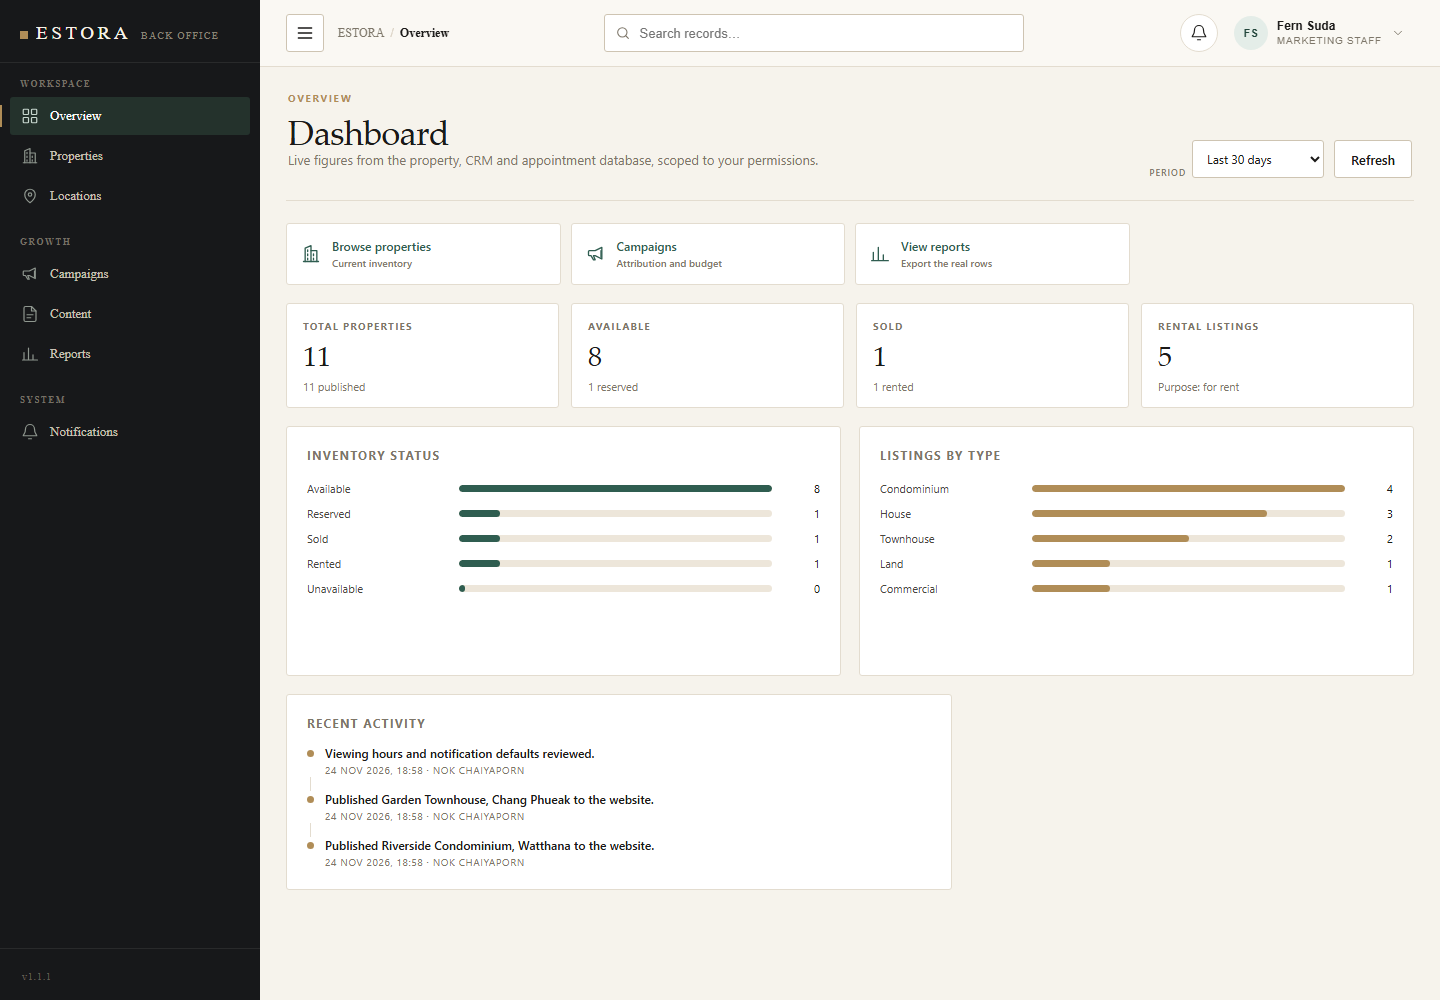 ESTORA BACK OFFICE
WORKSPACE
Overview
Properties
Locations
GROWTH
Campaigns
Content
Reports
SYSTEM
Notifications
v1.1.1
ESTORA / Overview
Search records...
FS
Fern Suda
MARKETING STAFF
OVERVIEW
Dashboard
Live figures from the property, CRM and appointment database, scoped to your permissions.
PERIOD
Last 30 days
Refresh
Browse properties
Current inventory
Campaigns
Attribution and budget
View reports
Export the real rows
TOTAL PROPERTIES
11
11 published
AVAILABLE
8
1 reserved
SOLD
1
1 rented
RENTAL LISTINGS
5
Purpose: for rent
INVENTORY STATUS
Available 8
Reserved 1
Sold 1
Rented 1
Unavailable 0
LISTINGS BY TYPE
Condominium 4
House 3
Townhouse 2
Land 1
Commercial 1
RECENT ACTIVITY
Viewing hours and notification defaults reviewed.
24 NOV 2026, 18:58 · NOK CHAIYAPORN
Published Garden Townhouse, Chang Phueak to the website.
24 NOV 2026, 18:58 · NOK CHAIYAPORN
Published Riverside Condominium, Watthana to the website.
24 NOV 2026, 18:58 · NOK CHAIYAPORN